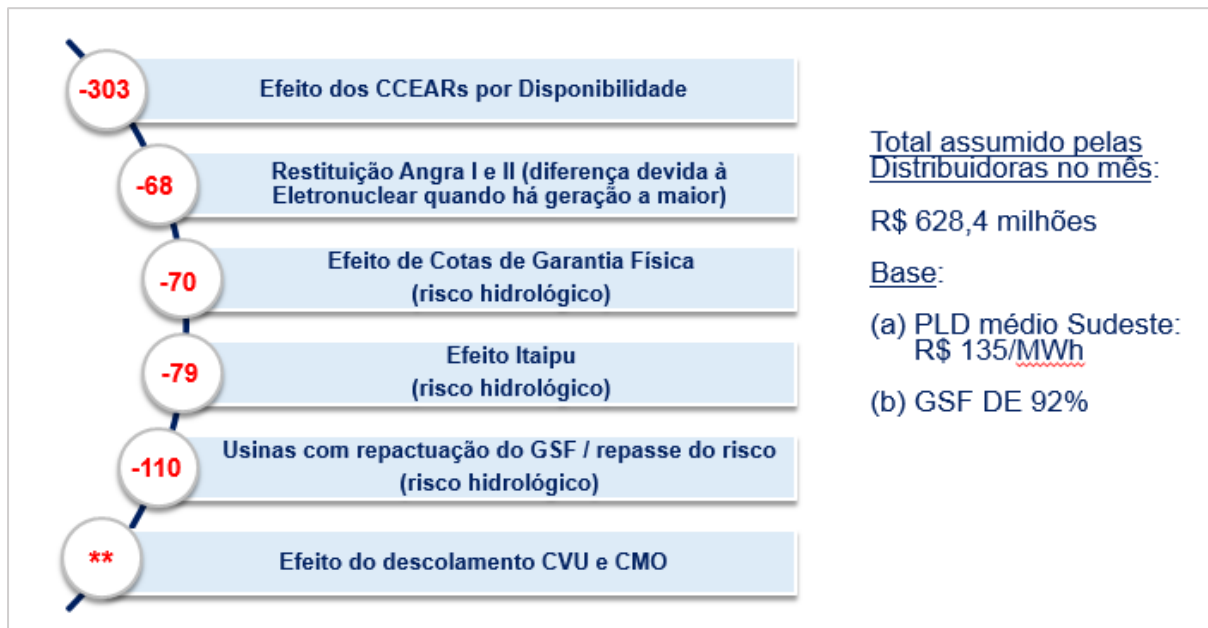 -303
Efeito dos CCEARs por Disponibilidade
-68
Restituição Angra I e II (diferença devida à
Eletronuclear quando há geração a maior)
-70
Efeito de Cotas de Garantia Física
(risco hidrológico)
-79
Efeito Itaipu
(risco hidrológico)
-110
Usinas com repactuação do GSF / repasse do risco
(risco hidrológico)
**
Efeito do descolamento CVU e CMO
Total assumido pelas
Distribuidoras no mês:
R$ 628,4 milhões
Base:
(a) PLD médio Sudeste:
R$ 135/MWh
(b) GSF DE 92%